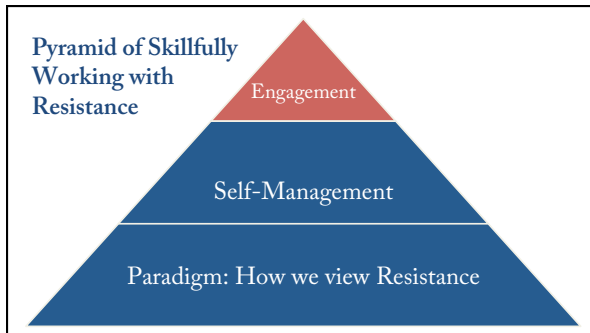 Pyramid of Skillfully
Working with
Resistance
Engagement
Self-Management
Paradigm: How we view Resistance